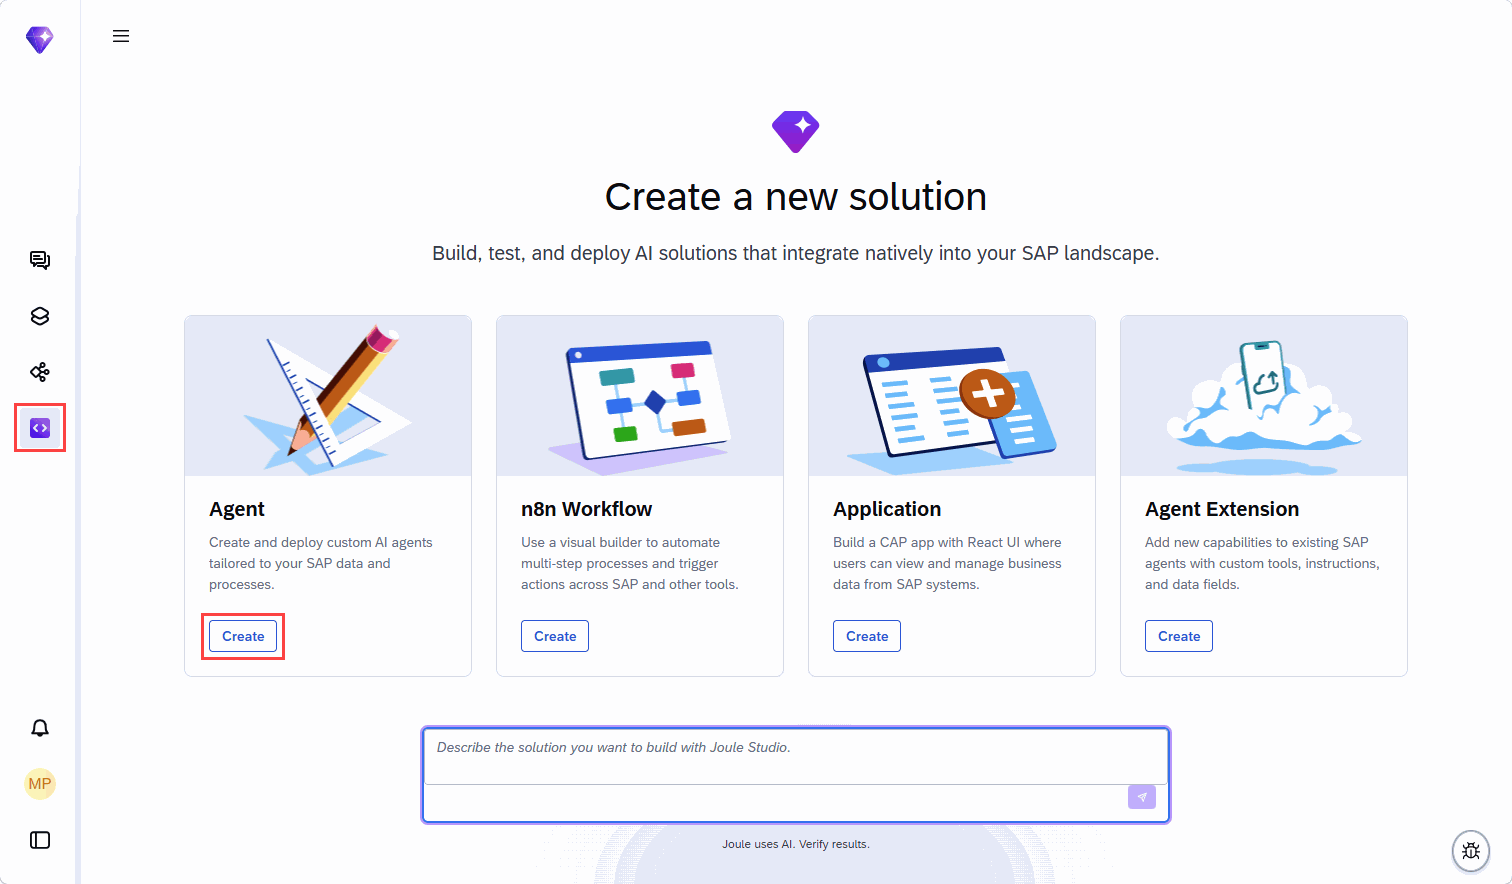 Create a new solution
Build, test, and deploy AI solutions that integrate natively into your SAP landscape.
Agent
Create and deploy custom AI agents
tailored to your SAP data and
processes.
Create
n8n Workflow
Use a visual builder to automate
multi-step processes and trigger
actions across SAP and other tools.
Create
Application
Build a CAP app with React UI where
users can view and manage business
data from SAP systems.
Create
Agent Extension
Add new capabilities to existing SAP
agents with custom tools, instructions,
and data fields.
Create
Describe the solution you want to build with Joule Studio.
MP
Joule uses AI. Verify results.